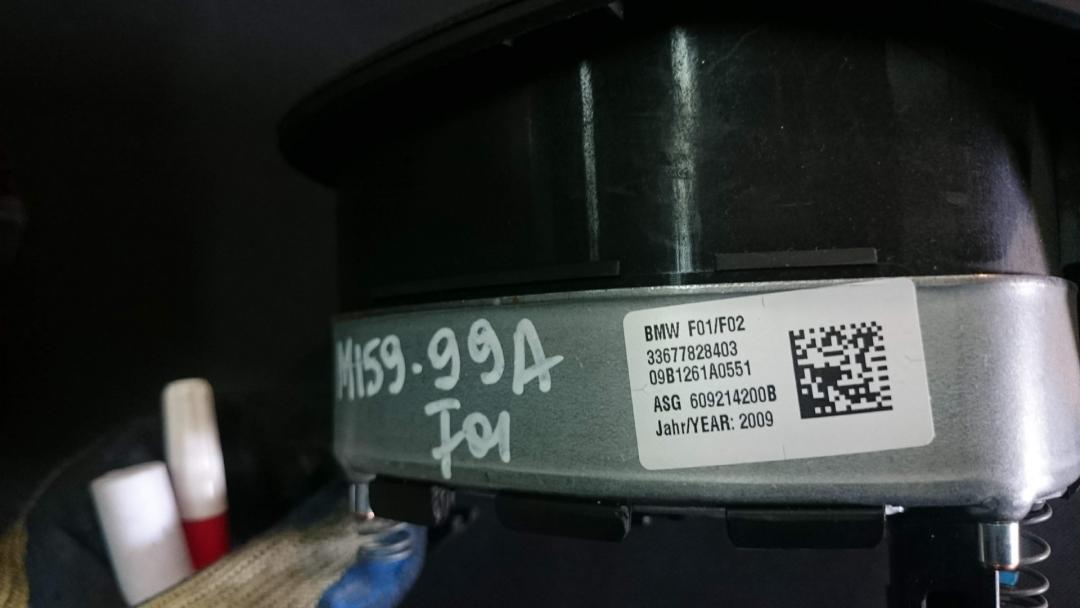 M159.99A
F01
BMW F01/F02
33677828403
09B1261A0551
ASG 609214200B
Jahr/YEAR: 2009